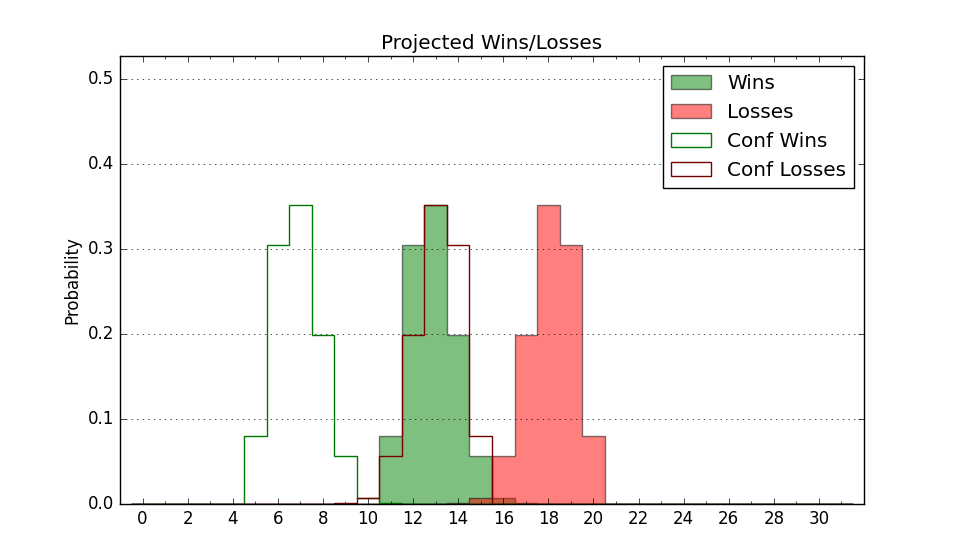 Projected Wins/Losses
Wins
Losses
Conf Wins
Conf Losses
Probability
0.5
0.4
0.3
0.2
0.1
0.0
0 2 4 6 8 10 12 14 16 18 20 22 24 26 28 30